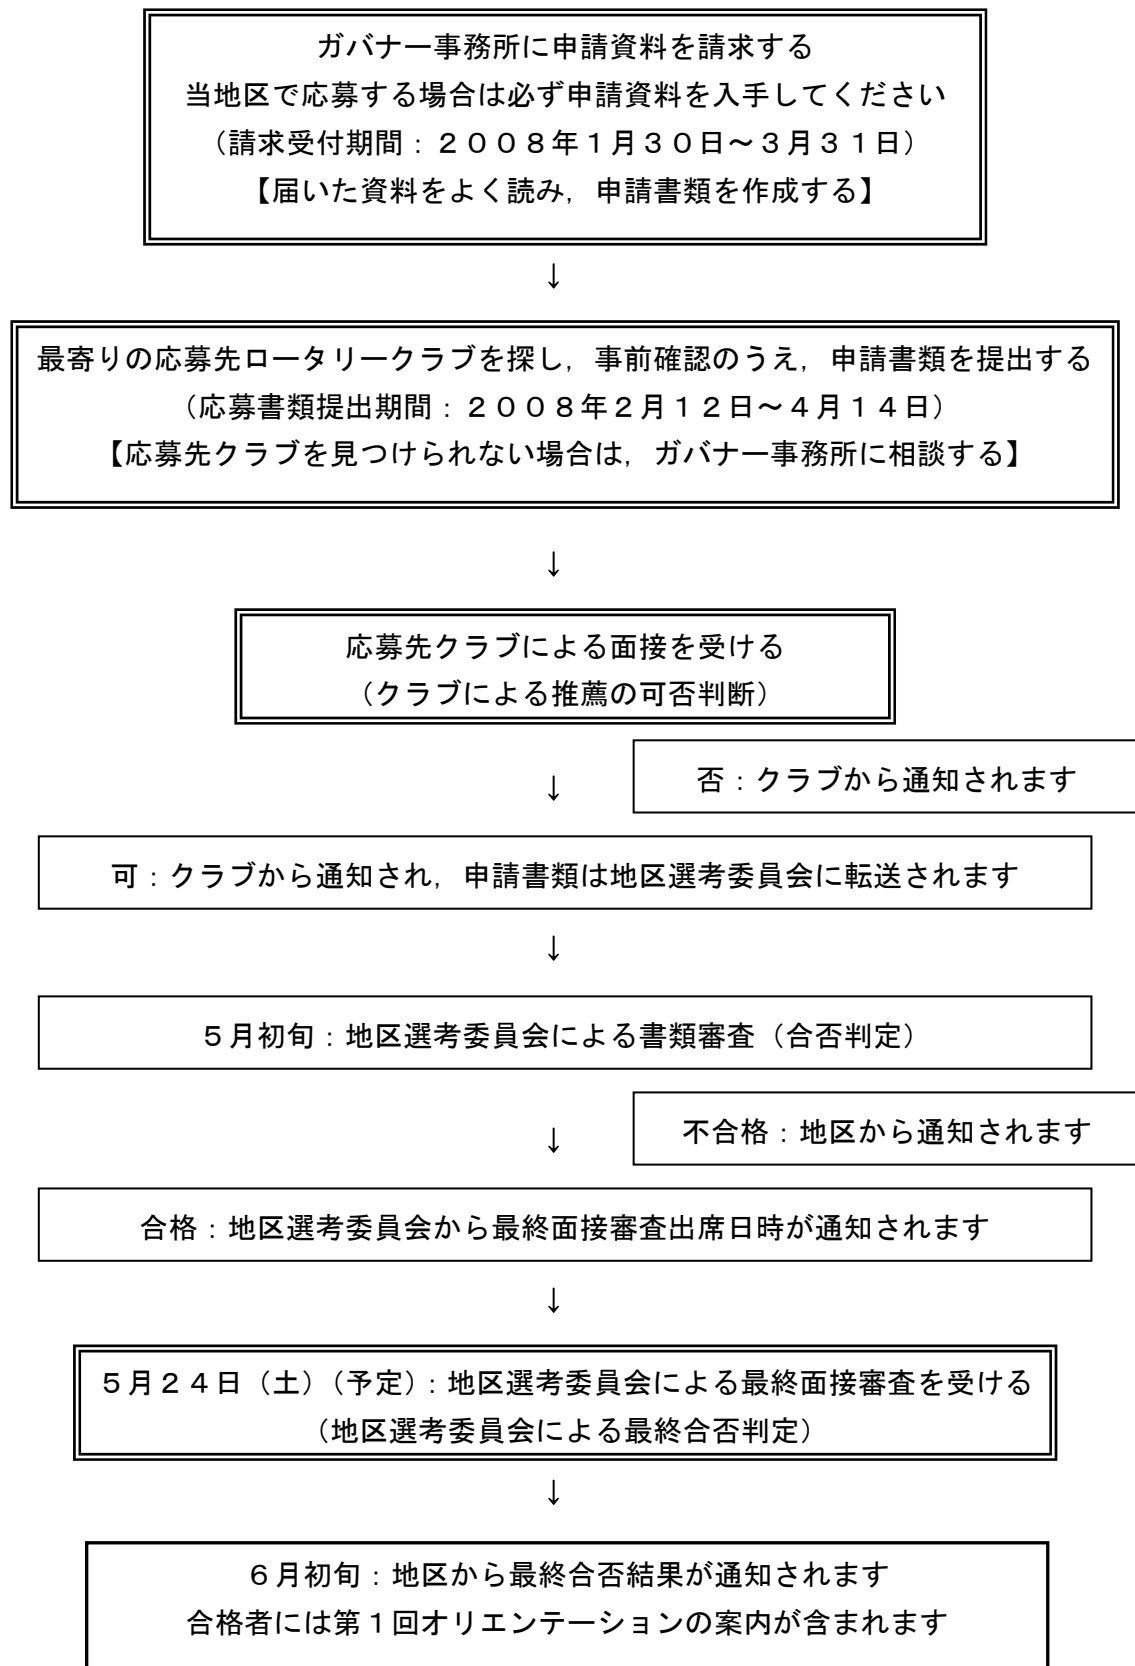 ガバナー事務所に申請資料を請求する
当地区で応募する場合は必ず申請資料を入手してください
（請求受付期間：２００８年１月３０日～３月３１日）
【届いた資料をよく読み，申請書類を作成する】
↓
最寄りの応募先ロータリークラブを探し，事前確認のうえ，申請書類を提出する
（応募書類提出期間：２００８年２月１２日～４月１４日）
【応募先クラブを見つけられない場合は，ガバナー事務所に相談する】
↓
応募先クラブによる面接を受ける
（クラブによる推薦の可否判断）
否：クラブから通知されます
↓
可：クラブから通知され，申請書類は地区選考委員会に転送されます
↓
５月初旬：地区選考委員会による書類審査（合否判定）
不合格：地区から通知されます
↓
合格：地区選考委員会から最終面接審査出席日時が通知されます
↓
５月２４日（土）（予定）：地区選考委員会による最終面接審査を受ける
（地区選考委員会による最終合否判定）
↓
６月初旬：地区から最終合否結果が通知されます
合格者には第１回オリエンテーションの案内が含まれます